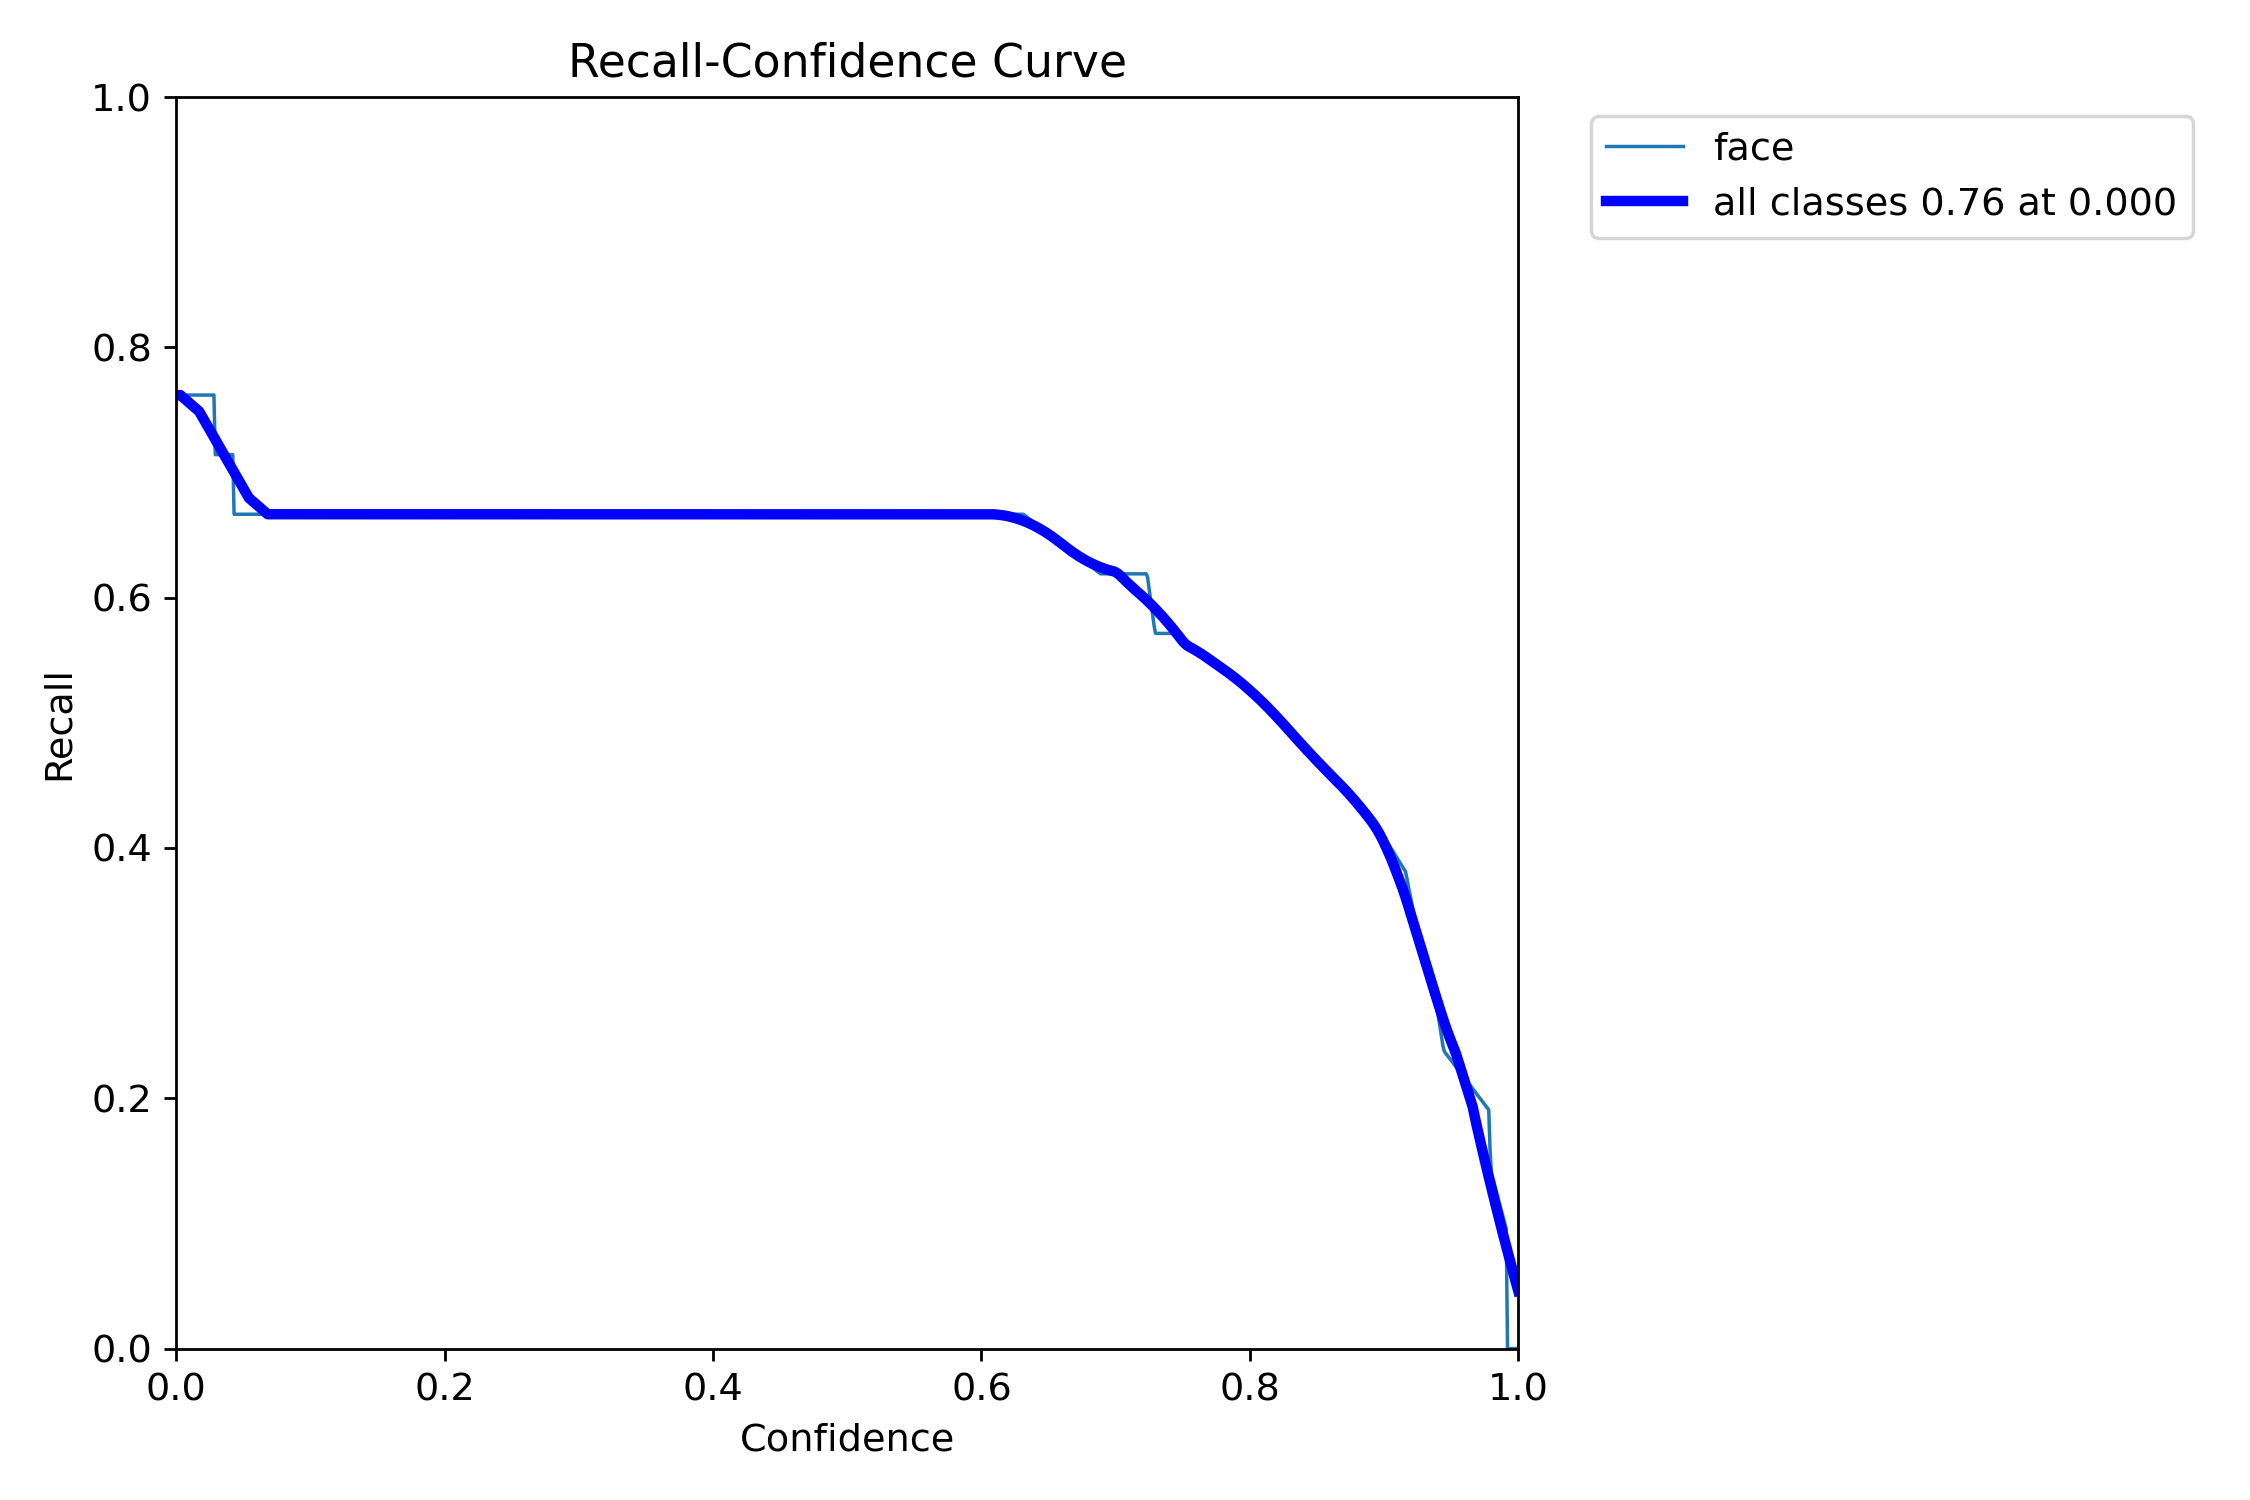 Recall-Confidence Curve
1.0
0.8
0.6
0.4
0.2
0.0
Recall
0.0 0.2 0.4 0.6 0.8 1.0
Confidence
face
all classes 0.76 at 0.000